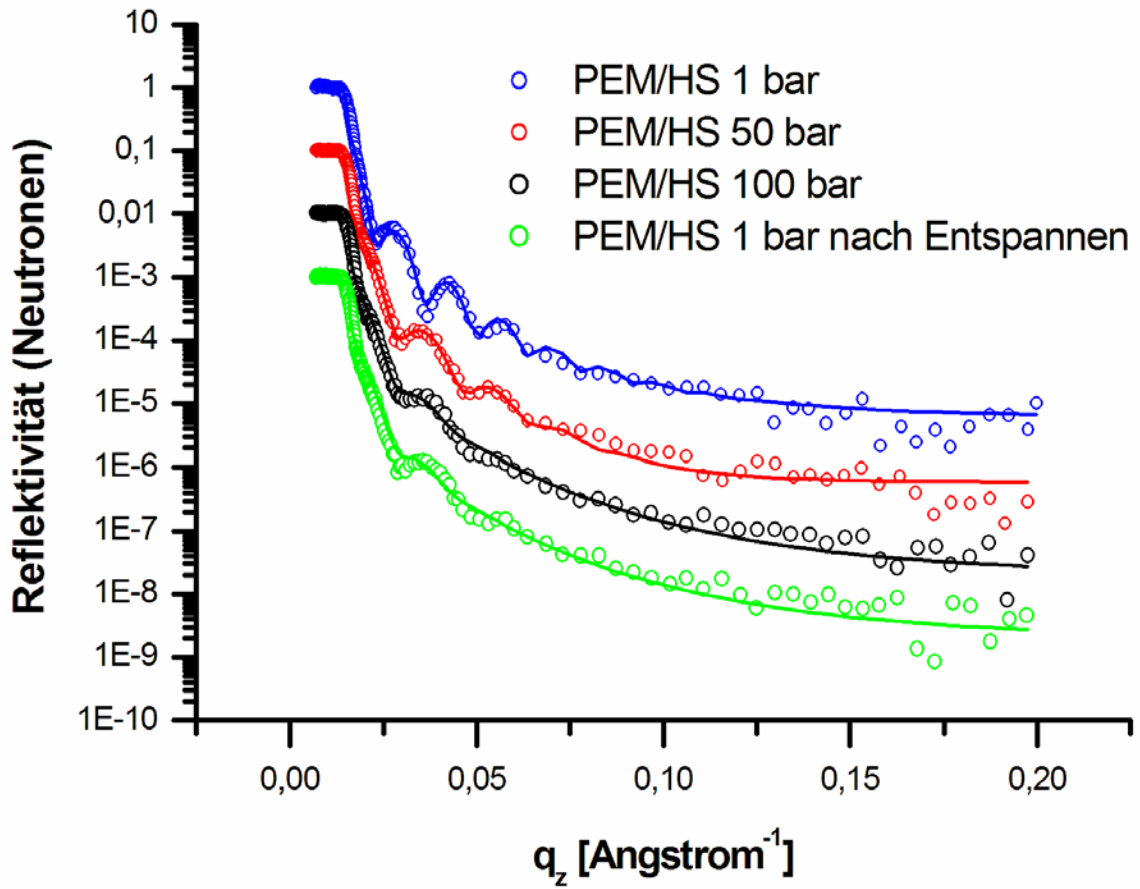 10
1
0,1
0,01
1E-3
1E-4
1E-5
1E-6
1E-7
1E-8
1E-9
1E-10
Reflektivität (Neutronen)
PEM/HS 1 bar
PEM/HS 50 bar
PEM/HS 100 bar
PEM/HS 1 bar nach Entspannen
0,00 0,05 0,10 0,15 0,20
q_z [Angstrom⁻¹]